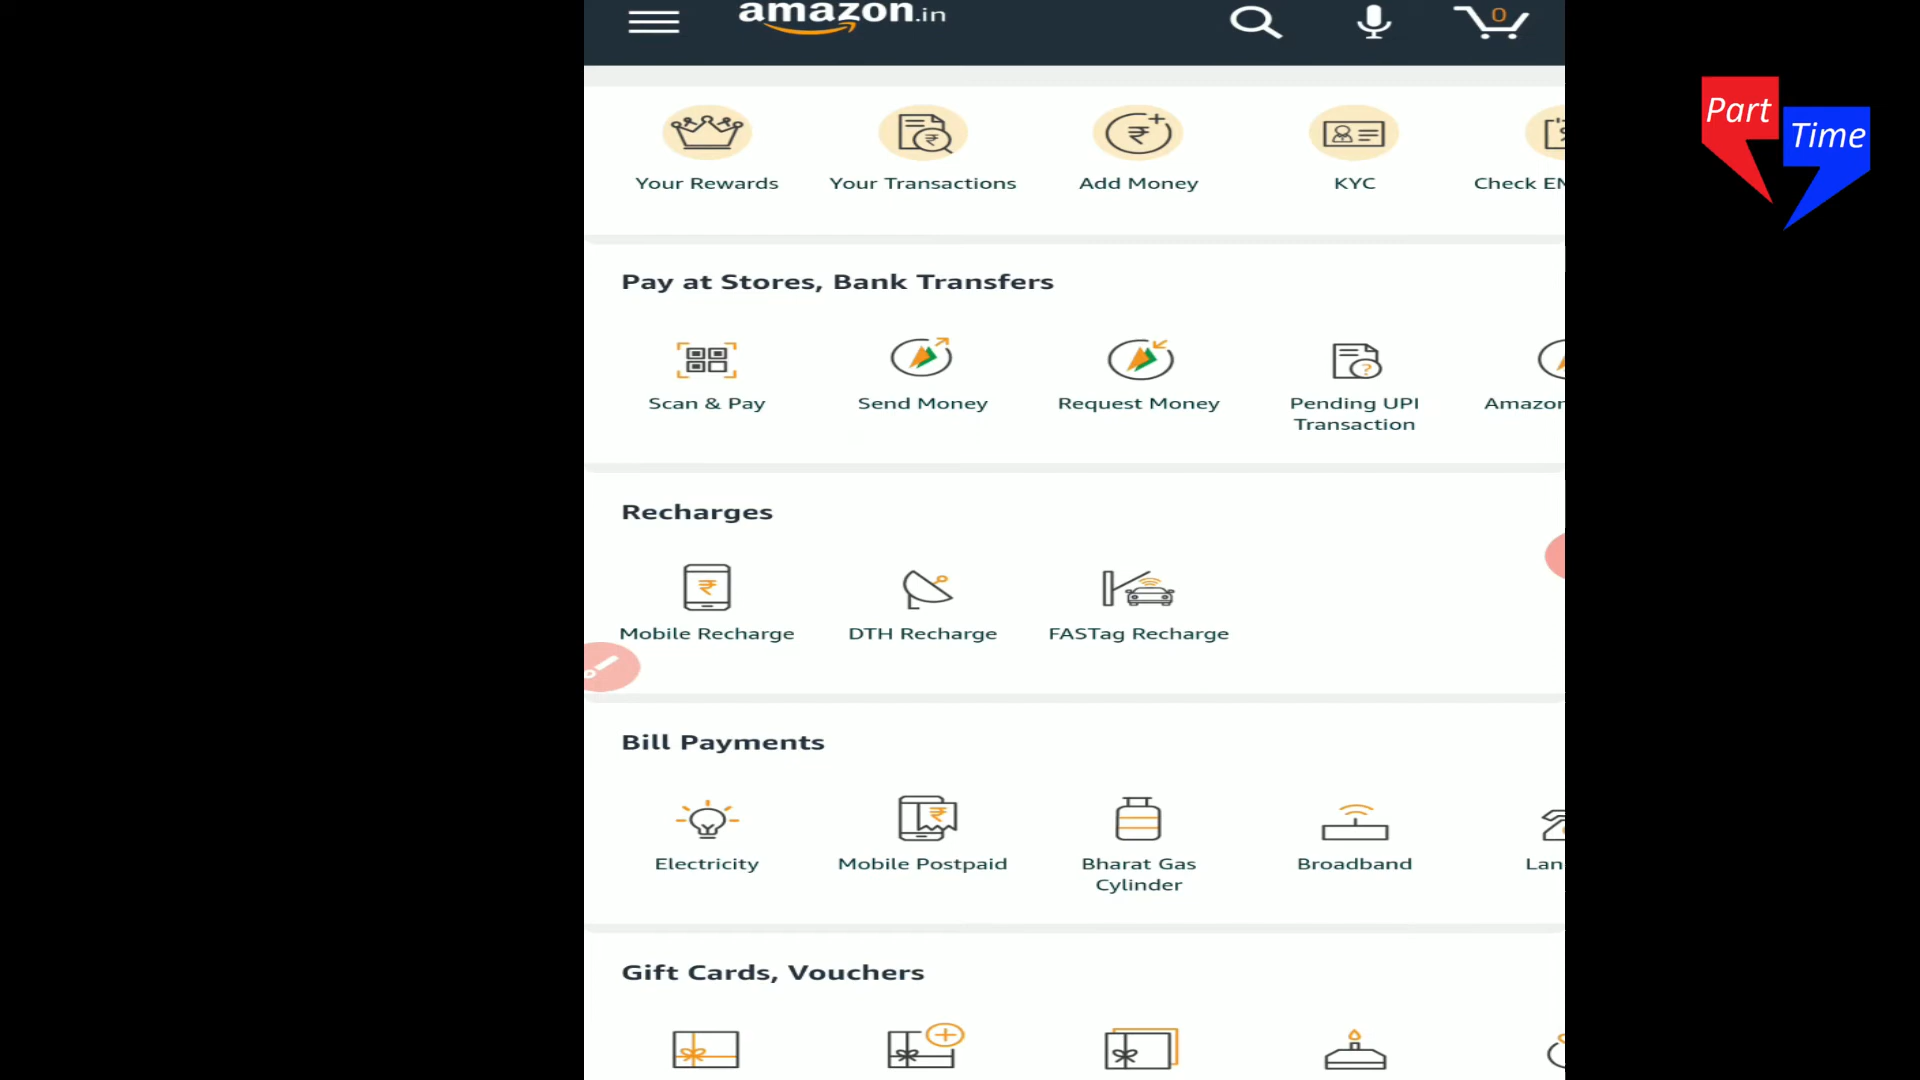 amazon.in
0
Part
Time
Your Rewards
Your Transactions
Add Money
KYC
Check
Pay at Stores, Bank Transfers
Scan & Pay
Send Money
Request Money
Pending UPI
Transaction
Amazon
Recharges
Mobile Recharge
DTH Recharge
FASTag Recharge
Bill Payments
Electricity
Mobile Postpaid
Bharat Gas
Cylinder
Broadband
Gift Cards, Vouchers